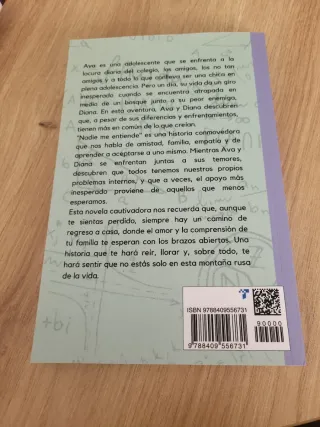 Ava es una adolescente que se enfrenta a la
locura diaria del colegio, las amigas, los no tan
amigos y a todo lo que conlleva ser una chica en
plena adolescencia. Pero un día, su vida da un giro
inesperado cuando se encuentra atrapada en
medio de un bosque junto a su peor enemiga,
Diana. En esta aventura, Ava y Diana descubren
que, a pesar de sus diferencias y enfrentamientos,
tienen más en común de lo que creían.
"Nadie me entiende" es una historia conmovedora
que nos habla de amistad, familia, empatía y de
aprender a aceptarse a uno mismo. Mientras Ava y
Diana se enfrentan juntas a sus temores,
descubren que todos tenemos nuestros propios
problemas internos, y que a veces, el apoyo más
inesperado proviene de aquellos que menos
esperamos.
Esta novela cautivadora nos recuerda que, aunque
te sientas perdido, siempre hay un camino de
regreso a casa, donde el amor y la comprensión de
tu familia te esperan con los brazos abiertos. Una
historia que te hará reír, llorar y, sobre todo, te
hará sentir que no estás solo en esta montaña rusa
de la vida.
ISBN 9788409556731
90000
9 788409 556731